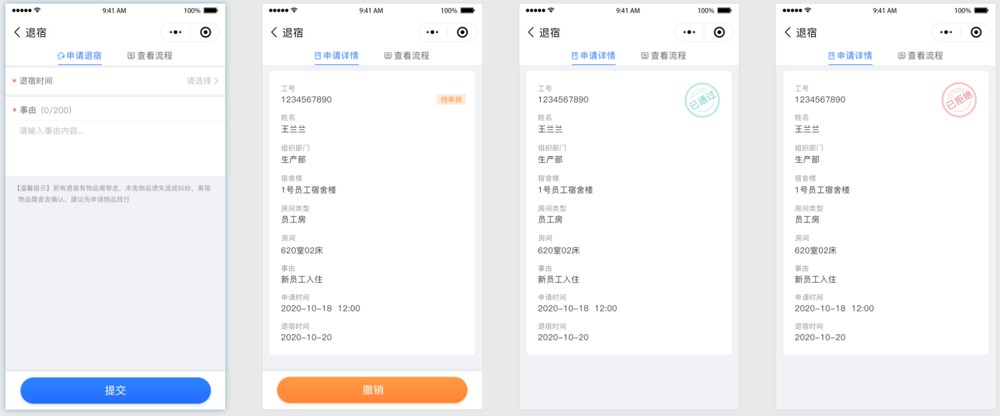 9:41 AM 100%
退宿
申请退宿 查看流程
* 退宿时间 请选择
* 事由 (0/200)
请输入事由内容...
【温馨提示】若有退宿有物品需带走，未免物品遗失造成纠纷，离宿
物品需舍友确认，建议先申请物品放行
提交
9:41 AM 100%
退宿
申请详情 查看流程
工号
1234567890
待审核
姓名
王兰兰
组织部门
生产部
宿舍楼
1号员工宿舍楼
房间类型
员工房
房间
620室02床
事由
新员工入住
申请时间
2020-10-18 12:00
退宿时间
2020-10-20
撤销
9:41 AM 100%
退宿
申请详情 查看流程
工号
1234567890
已通过
姓名
王兰兰
组织部门
生产部
宿舍楼
1号员工宿舍楼
房间类型
员工房
房间
620室02床
事由
新员工入住
申请时间
2020-10-18 12:00
退宿时间
2020-10-20
9:41 AM 100%
退宿
申请详情 查看流程
工号
1234567890
已拒绝
姓名
王兰兰
组织部门
生产部
宿舍楼
1号员工宿舍楼
房间类型
员工房
房间
620室02床
事由
新员工入住
申请时间
2020-10-18 12:00
退宿时间
2020-10-20